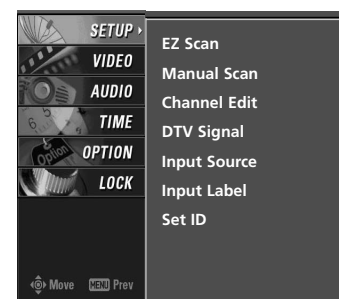 SETUP
VIDEO
AUDIO
TIME
OPTION
LOCK
EZ Scan
Manual Scan
Channel Edit
DTV Signal
Input Source
Input Label
Set ID
Move MENU Prev